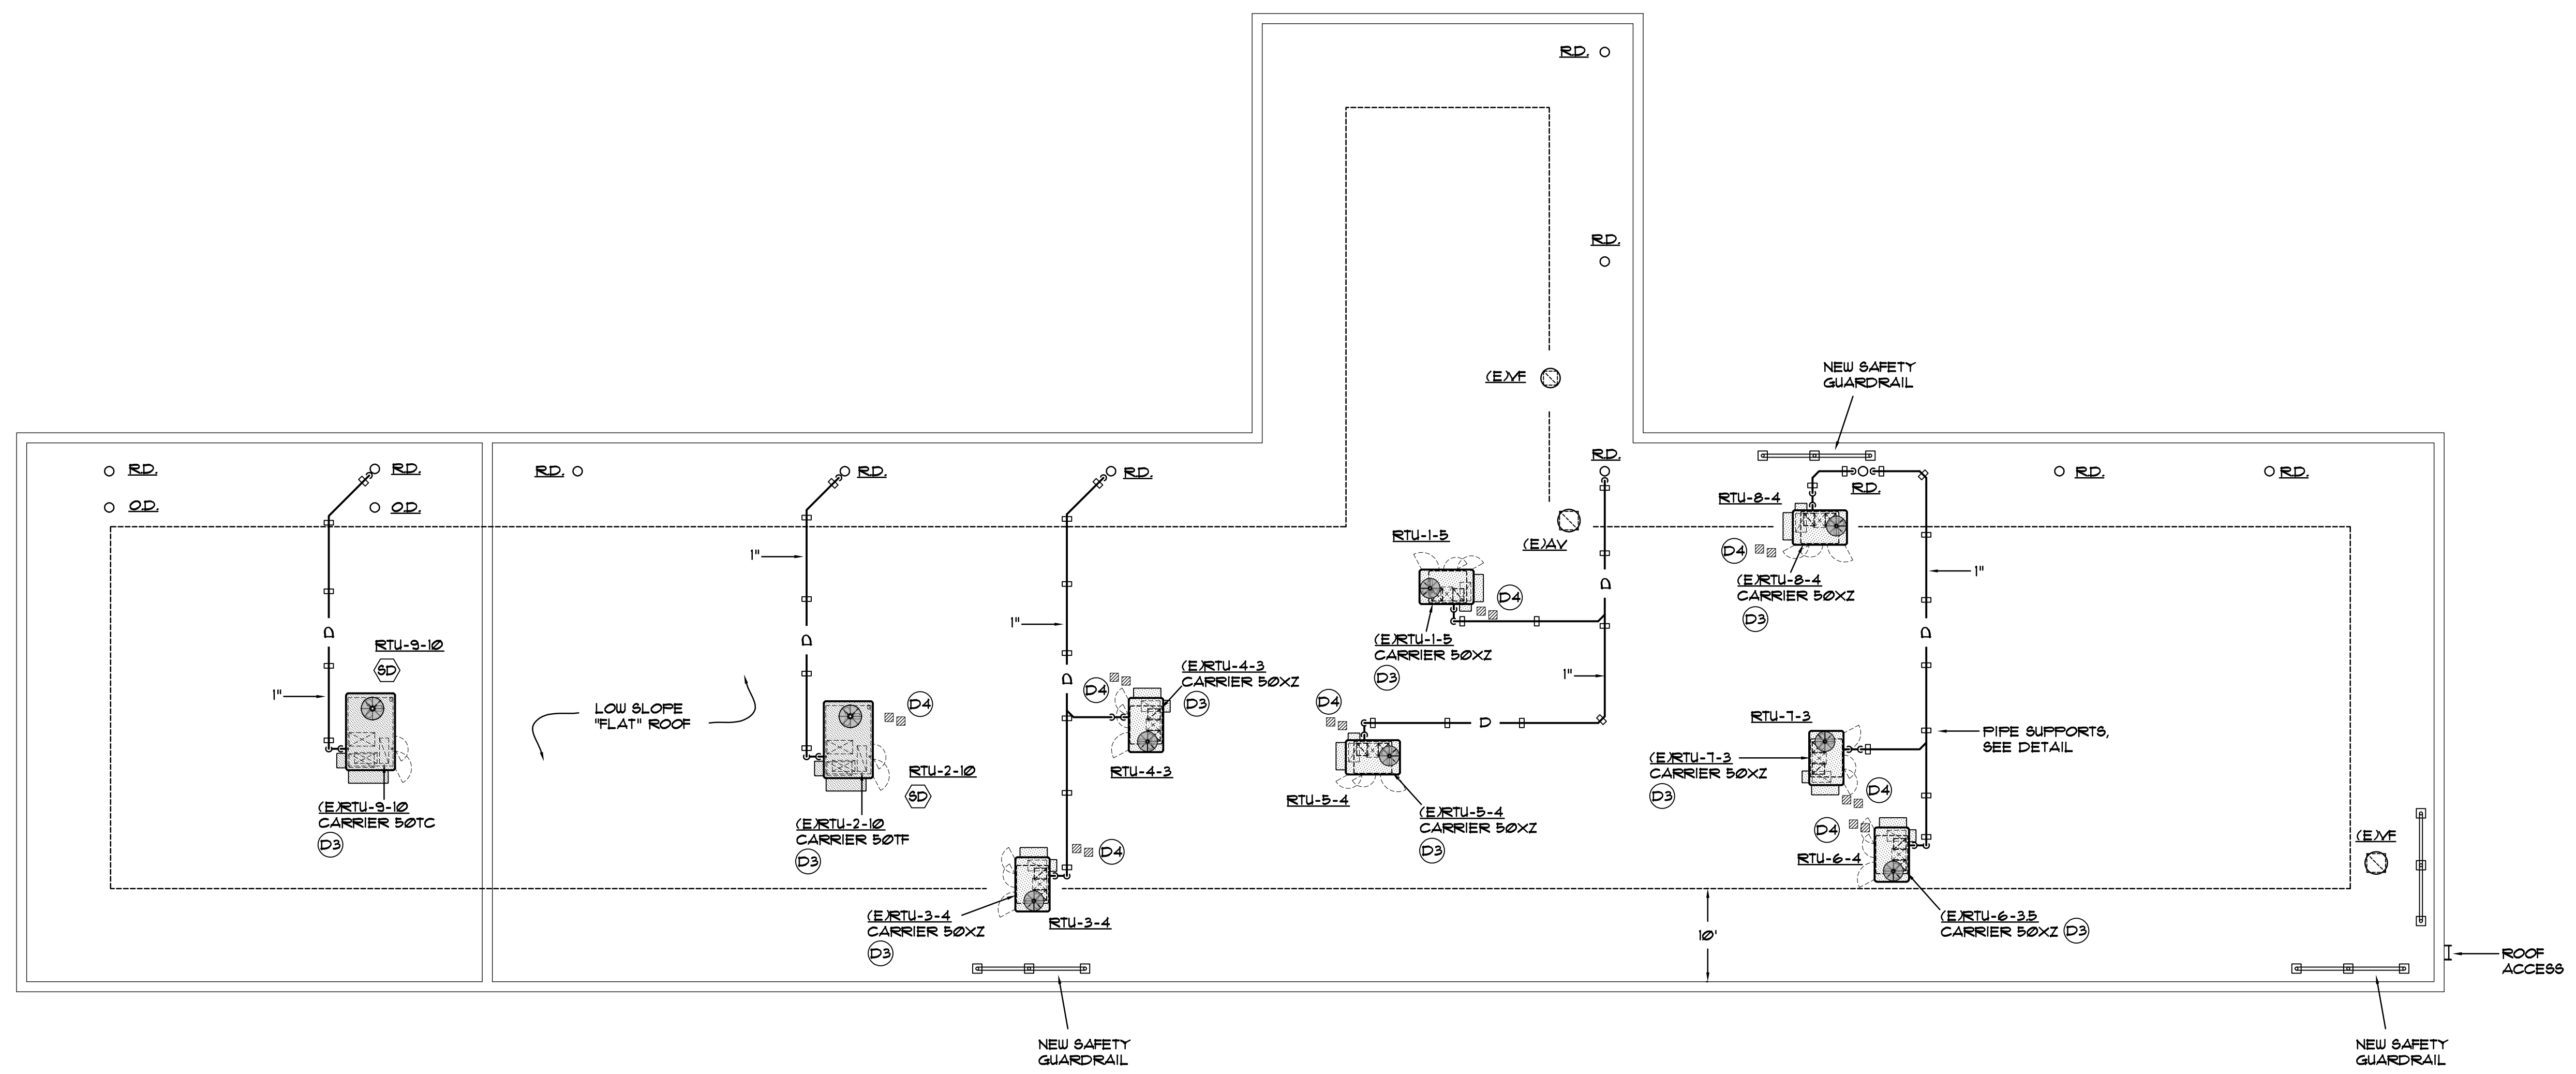 R.D.
R.D.
(E)VF
NEW SAFETY
GUARDRAIL
R.D.
R.D.
R.D.
R.D.
R.D.
R.D.
R.D.
R.D.
R.D.
O.D.
O.D.
RTU-8-4
(E)AV
RTU-1-5
1"
D4
(E)RTU-8-4
CARRIER 50XZ
D3
1"
D
D4
1"
(E)RTU-1-5
CARRIER 50XZ
D3
D
D
D
RTU-9-10
SD
1"
LOW SLOPE
"FLAT" ROOF
D4
D
D4
(E)RTU-4-3
CARRIER 50XZ
D3
RTU-4-3
1"
D4
D
RTU-7-3
PIPE SUPPORTS,
SEE DETAIL
(E)RTU-7-3
CARRIER 50XZ
D3
D4
RTU-2-10
SD
RTU-5-4
(E)RTU-5-4
CARRIER 50XZ
D3
(E)RTU-9-10
CARRIER 50TC
D3
(E)RTU-2-10
CARRIER 50TF
D3
D4
D4
RTU-6-4
(E)VF
(E)RTU-3-4
CARRIER 50XZ
D3
RTU-3-4
10'
(E)RTU-6-3.5
CARRIER 50XZ
D3
ROOF
ACCESS
NEW SAFETY
GUARDRAIL
NEW SAFETY
GUARDRAIL